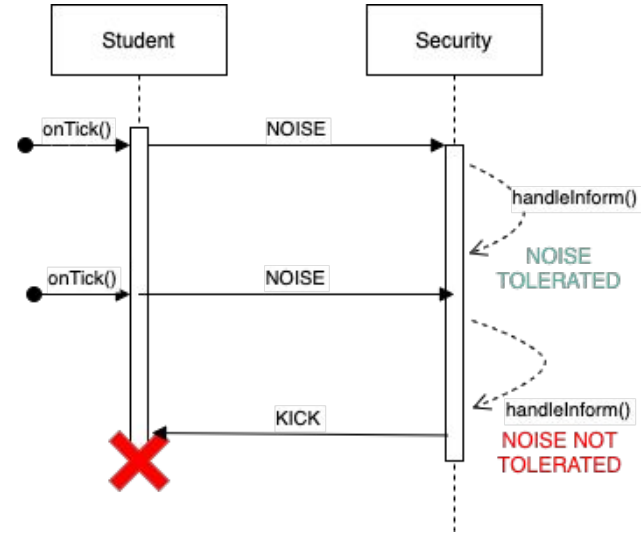 Student
Security
onTick()
NOISE
handleInform()
NOISE
TOLERATED
onTick()
NOISE
handleInform()
KICK
NOISE NOT
TOLERATED